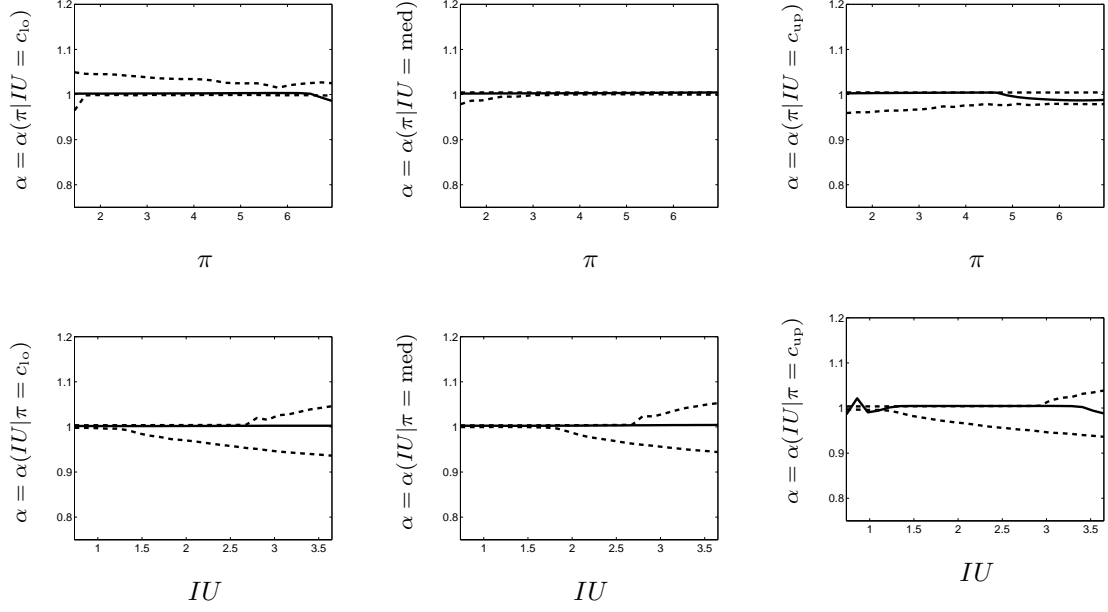 α = α(π|IU = c_lo)
1.2
1.1
1
0.9
0.8
2 3 4 5 6
π
α = α(π|IU = med)
1.2
1.1
1
0.9
0.8
2 3 4 5 6
π
α = α(π|IU = c_up)
1.2
1.1
1
0.9
0.8
2 3 4 5 6
π
α = α(IU|π = c_lo)
1.2
1.1
1
0.9
0.8
1 1.5 2 2.5 3 3.5
IU
α = α(IU|π = med)
1.2
1.1
1
0.9
0.8
1 1.5 2 2.5 3 3.5
IU
α = α(IU|π = c_up)
1.2
1.1
1
0.9
0.8
1 1.5 2 2.5 3 3.5
IU